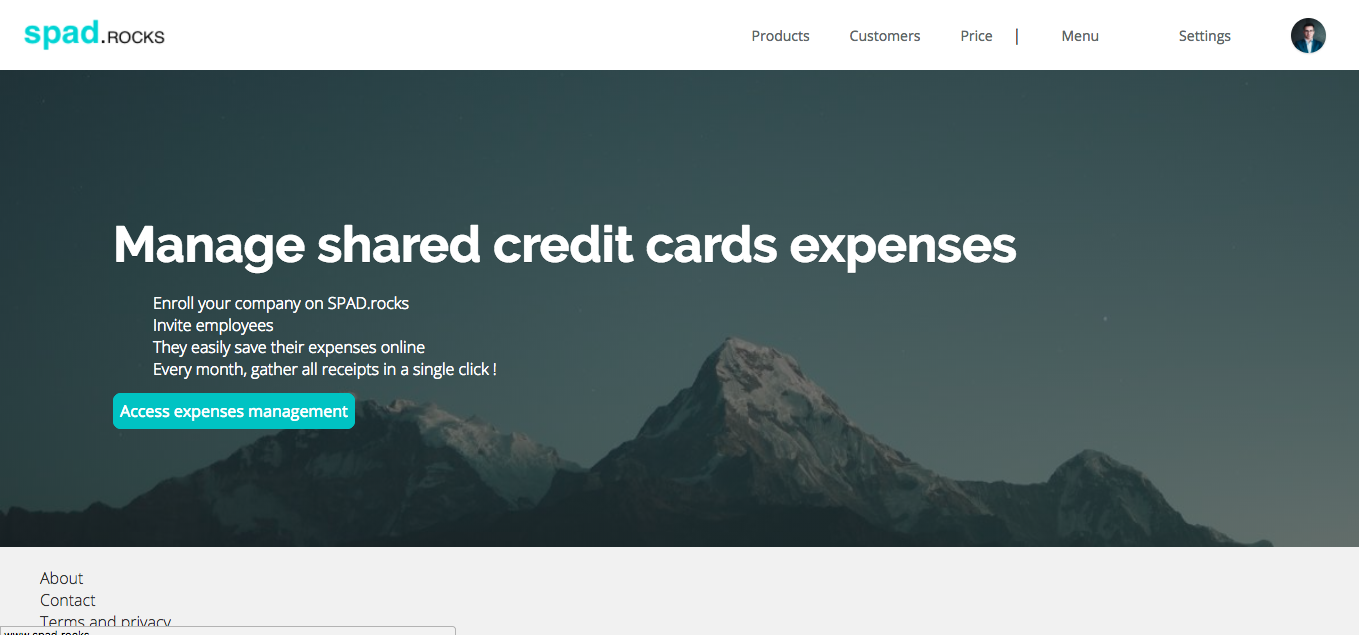 spad.ROCKS
Products Customers Price | Menu Settings
Manage shared credit cards expenses
Enroll your company on SPAD.rocks
Invite employees
They easily save their expenses online
Every month, gather all receipts in a single click !
Access expenses management
About
Contact
Terms and privacy
www.spad.rocks